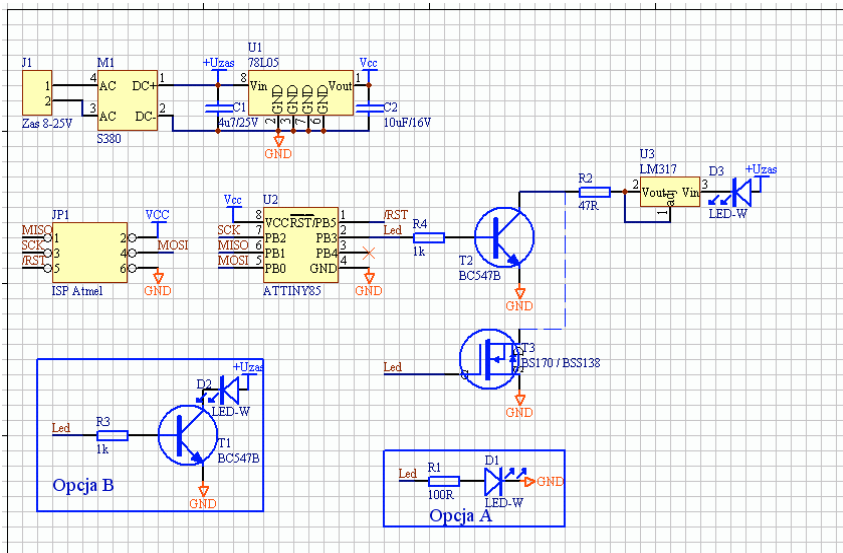 J1
1
2
Zas 8-25V
M1
4 AC DC+ 1
3 AC DC- 2
S380
+Uzas
U1
78L05
8 Vin Vout 1
GND GND GND GND
2 3 7 6
GND
C1
4u7/25V
Vcc
C2
10uF/16V
JP1
MISO 1 2 VCC
SCK 3 4 MOSI
/RST 5 6
GND
ISP Atmel
Vcc
U2
8 VCC RST/PB5 1 /RST
SCK 7 PB2 PB3 2 Led
MISO 6 PB1 PB4 3
MOSI 5 PB0 GND 4
ATTINY85
GND
R4
1k
T2
BC547B
GND
R2
47R
U3
LM317
2 Vout Vin 3
adj
1
D3
+Uzas
LED-W
Led
T3
BS170 / BSS138
GND
Led
R3
1k
D2
+Uzas
LED-W
T1
BC547B
GND
Opcja B
Led
R1
100R
D1
LED-W
GND
Opcja A